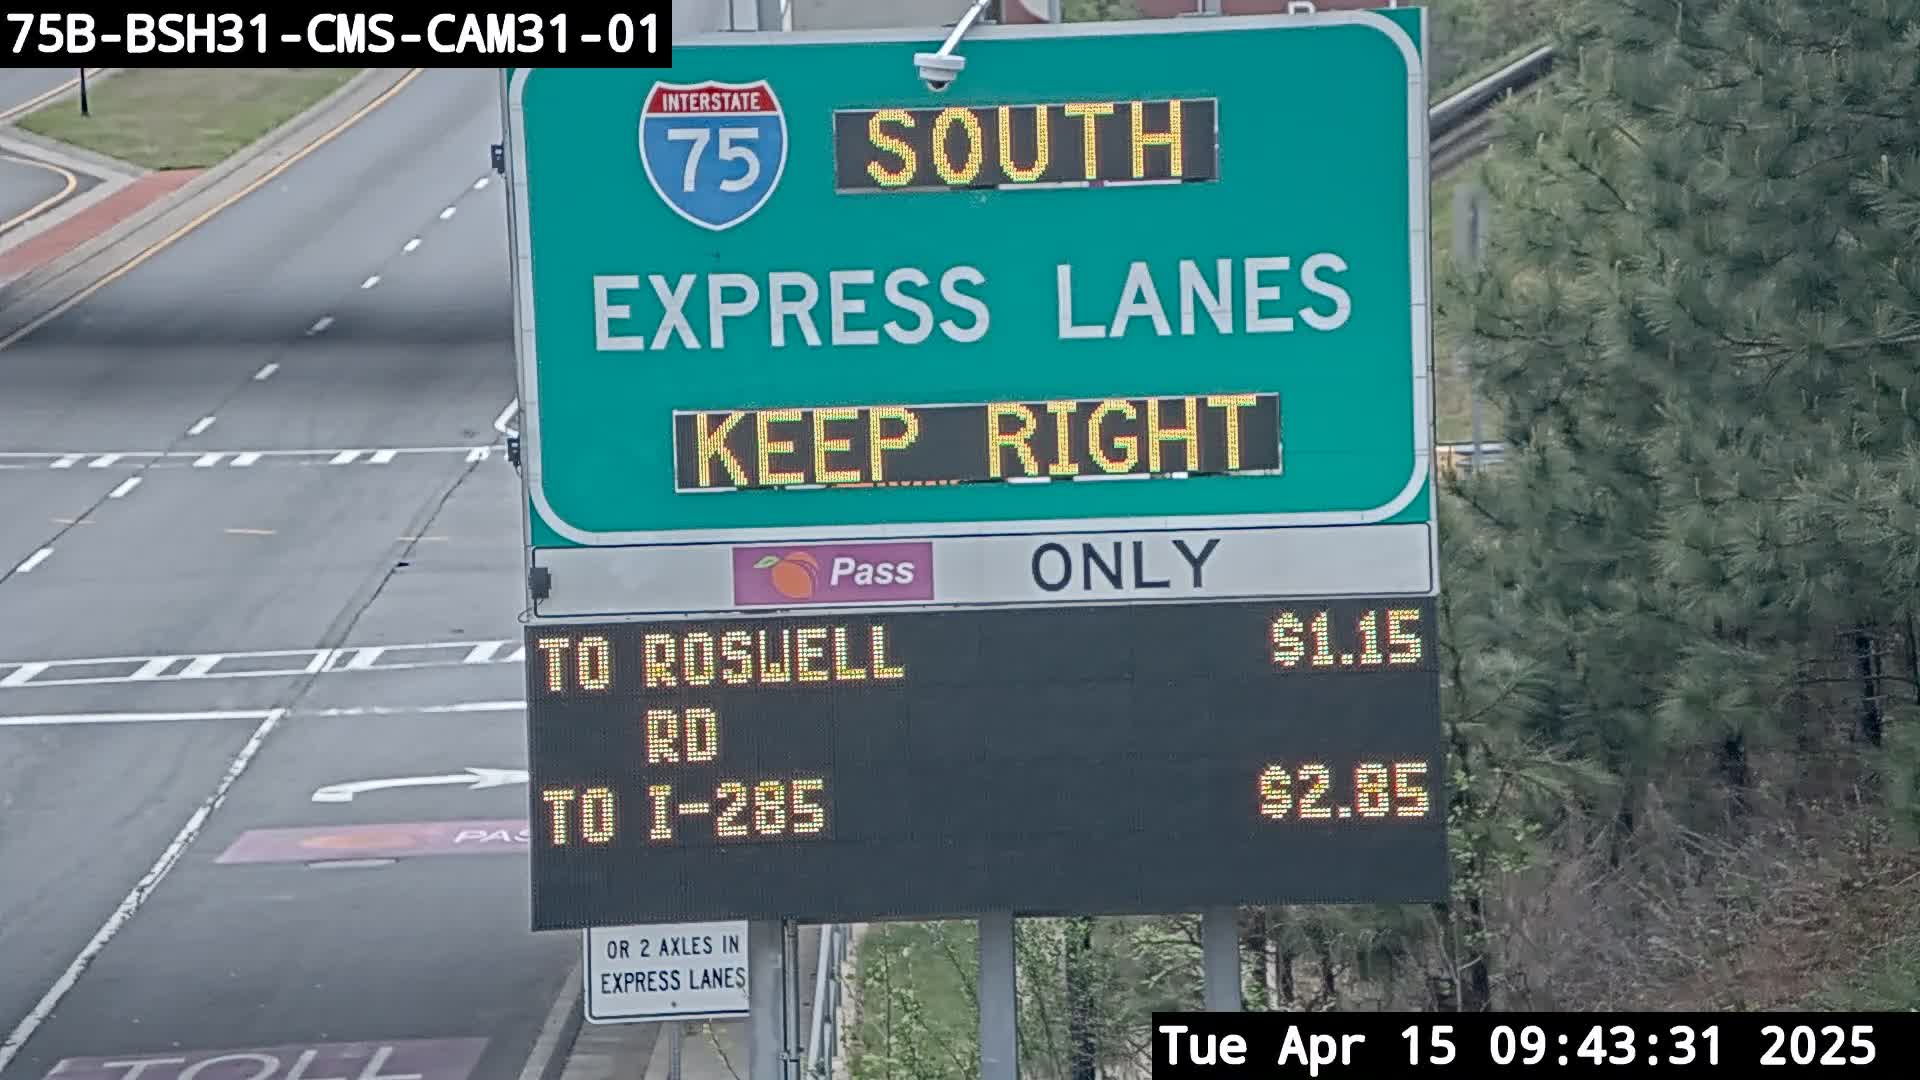 75B-BSH31-CMS-CAM31-01
INTERSTATE
75
SOUTH
EXPRESS LANES
KEEP RIGHT
Pass ONLY
TO ROSWELL $1.15
RD
TO I-285 $2.85
OR 2 AXLES IN
EXPRESS LANES
TOLL
Tue Apr 15 09:43:31 2025